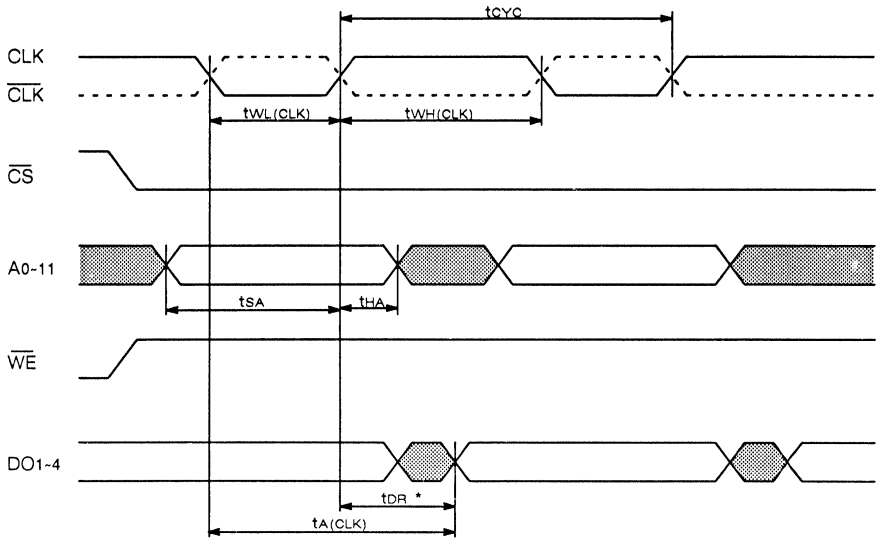 tCYC
CLK
CLK
tWL(CLK) tWH(CLK)
CS
A0~11
tSA tHA
WE
DO1~4
tDR *
tA(CLK)